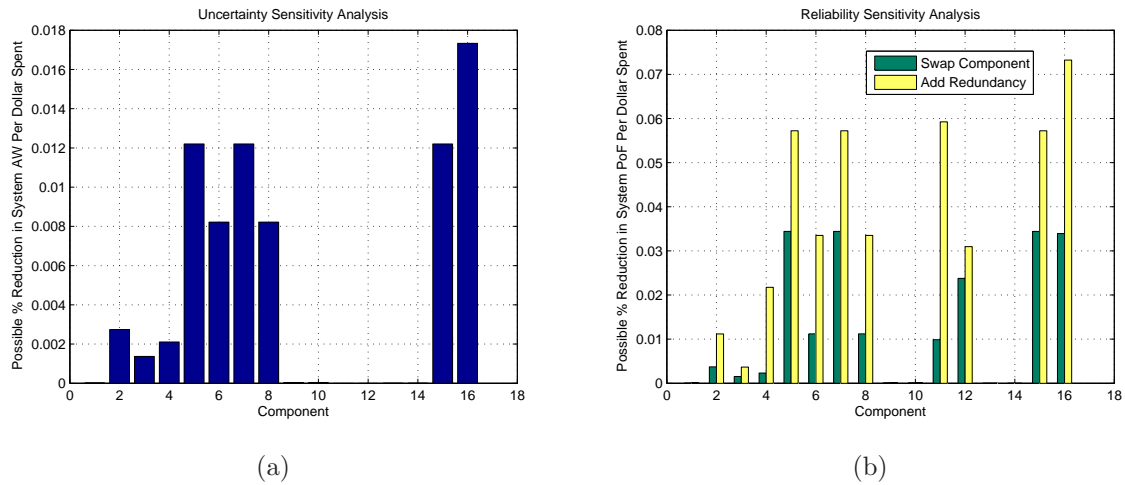 Uncertainty Sensitivity Analysis
Possible % Reduction in System AW Per Dollar Spent
0.018
0.016
0.014
0.012
0.01
0.008
0.006
0.004
0.002
0
0 2 4 6 8 10 12 14 16 18
Component
(a)
Reliability Sensitivity Analysis
Possible % Reduction in System PoF Per Dollar Spent
0.08
0.07
0.06
0.05
0.04
0.03
0.02
0.01
0
Swap Component
Add Redundancy
0 2 4 6 8 10 12 14 16 18
Component
(b)